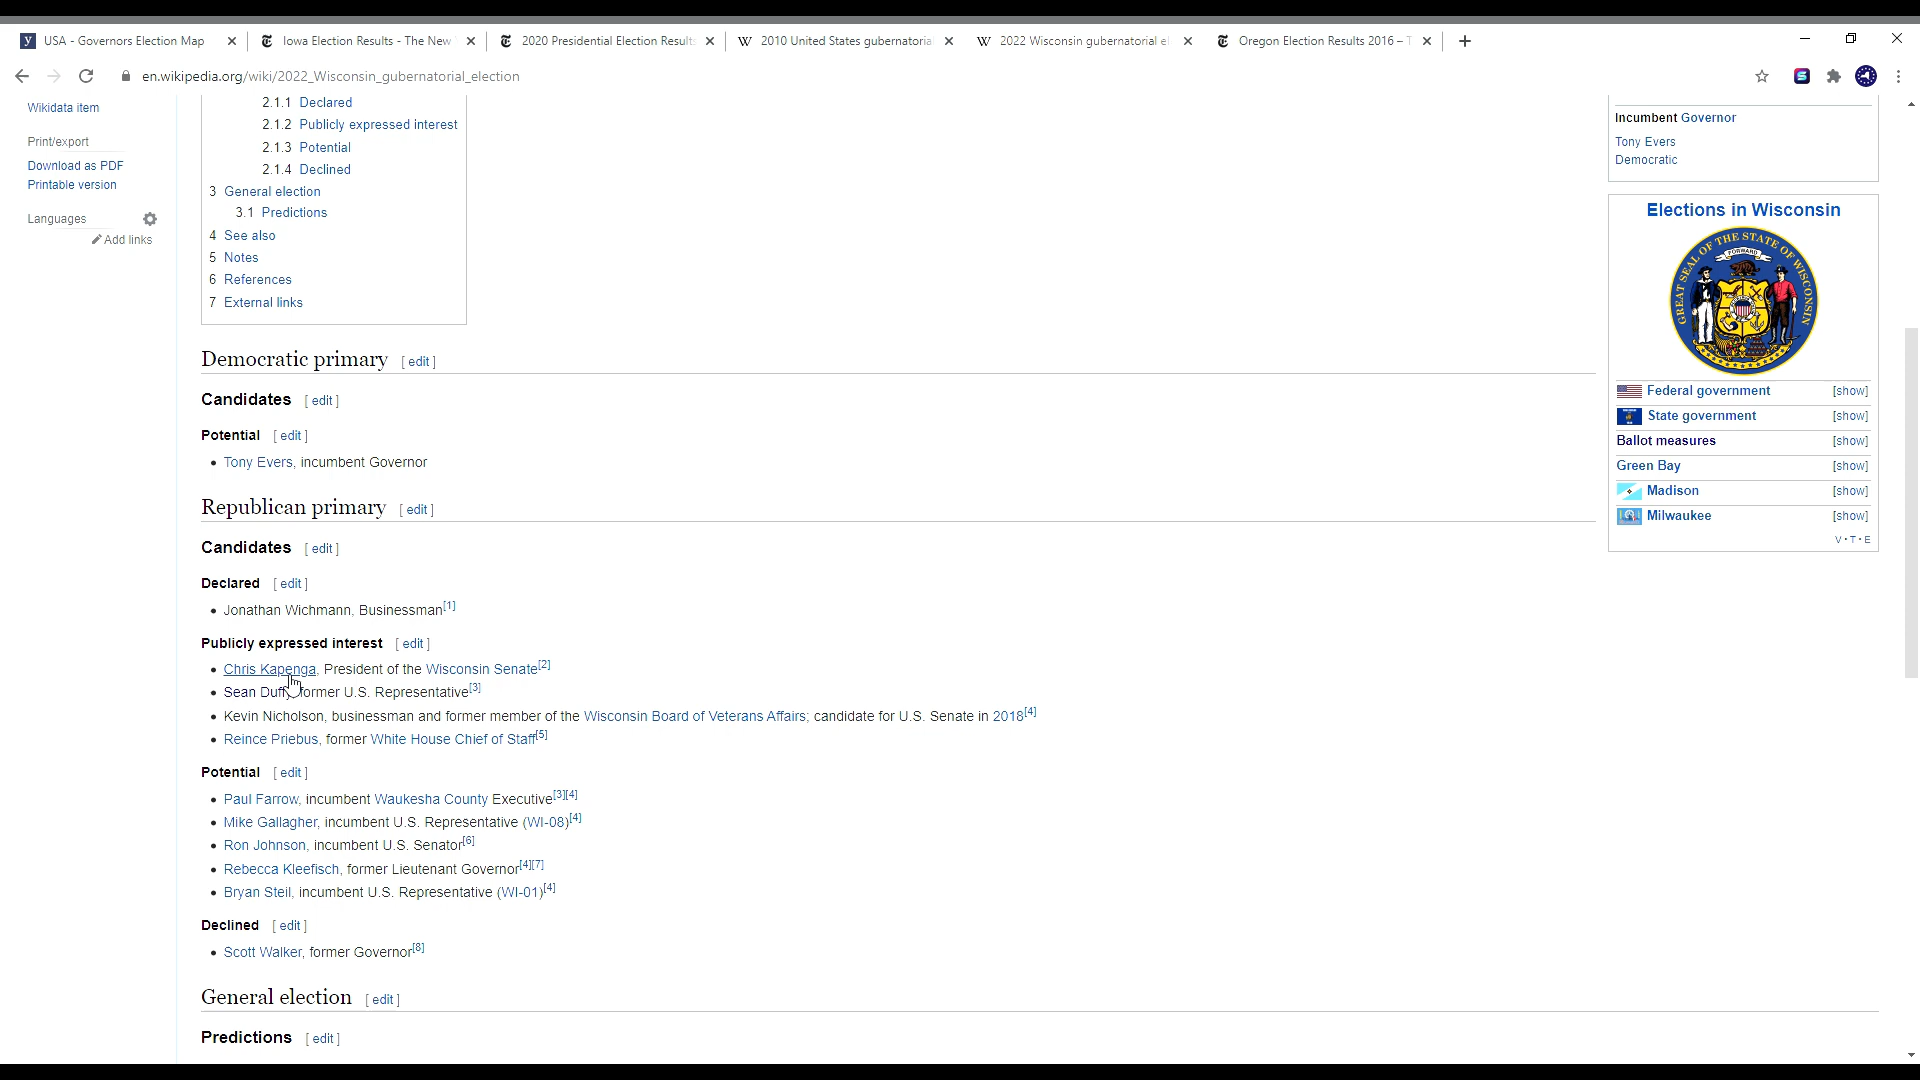 USA - Governors Election Map
Iowa Election Results - The New
2020 Presidential Election Results
2010 United States gubernatoria
2022 Wisconsin gubernatorial el
Oregon Election Results 2016 – T
en.wikipedia.org/wiki/2022_Wisconsin_gubernatorial_election
Wikidata item
Print/export
Download as PDF
Printable version
Languages
Add links
2.1.1 Declared
2.1.2 Publicly expressed interest
2.1.3 Potential
2.1.4 Declined
3 General election
3.1 Predictions
4 See also
5 Notes
6 References
7 External links
Democratic primary [ edit ]
Candidates [ edit ]
Potential [ edit ]
• Tony Evers, incumbent Governor
Republican primary [ edit ]
Candidates [ edit ]
Declared [ edit ]
• Jonathan Wichmann, Businessman[1]
Publicly expressed interest [ edit ]
• Chris Kapenga, President of the Wisconsin Senate[2]
• Sean Duffy, former U.S. Representative[3]
• Kevin Nicholson, businessman and former member of the Wisconsin Board of Veterans Affairs; candidate for U.S. Senate in 2018[4]
• Reince Priebus, former White House Chief of Staff[5]
Potential [ edit ]
• Paul Farrow, incumbent Waukesha County Executive[3][4]
• Mike Gallagher, incumbent U.S. Representative (WI-08)[4]
• Ron Johnson, incumbent U.S. Senator[6]
• Rebecca Kleefisch, former Lieutenant Governor[4][7]
• Bryan Steil, incumbent U.S. Representative (WI-01)[4]
Declined [ edit ]
• Scott Walker, former Governor[8]
General election [ edit ]
Predictions [ edit ]
Incumbent Governor
Tony Evers
Democratic
Elections in Wisconsin
GREAT SEAL OF THE STATE OF WISCONSIN
FORWARD
Federal government [show]
State government [show]
Ballot measures [show]
Green Bay [show]
Madison [show]
Milwaukee [show]
V · T · E